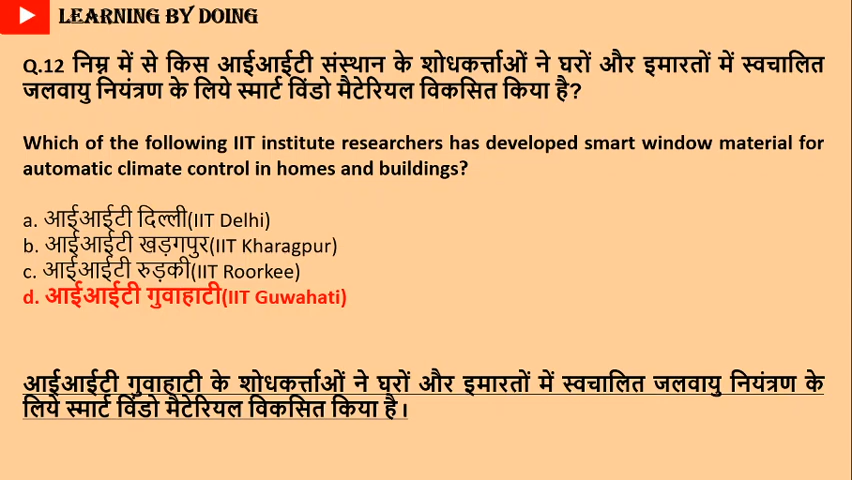 LEARNING BY DOING
Q.12 निम्न में से किस आईआईटी संस्थान के शोधकर्त्ताओं ने घरों और इमारतों में स्वचालित
जलवायु नियंत्रण के लिये स्मार्ट विंडो मैटेरियल विकसित किया है?
Which of the following IIT institute researchers has developed smart window material for
automatic climate control in homes and buildings?
a. आईआईटी दिल्ली(IIT Delhi)
b. आईआईटी खड़गपुर(IIT Kharagpur)
c. आईआईटी रुड़की(IIT Roorkee)
d. आईआईटी गुवाहाटी(IIT Guwahati)
आईआईटी गुवाहाटी के शोधकर्त्ताओं ने घरों और इमारतों में स्वचालित जलवायु नियंत्रण के
लिये स्मार्ट विंडो मैटेरियल विकसित किया है।